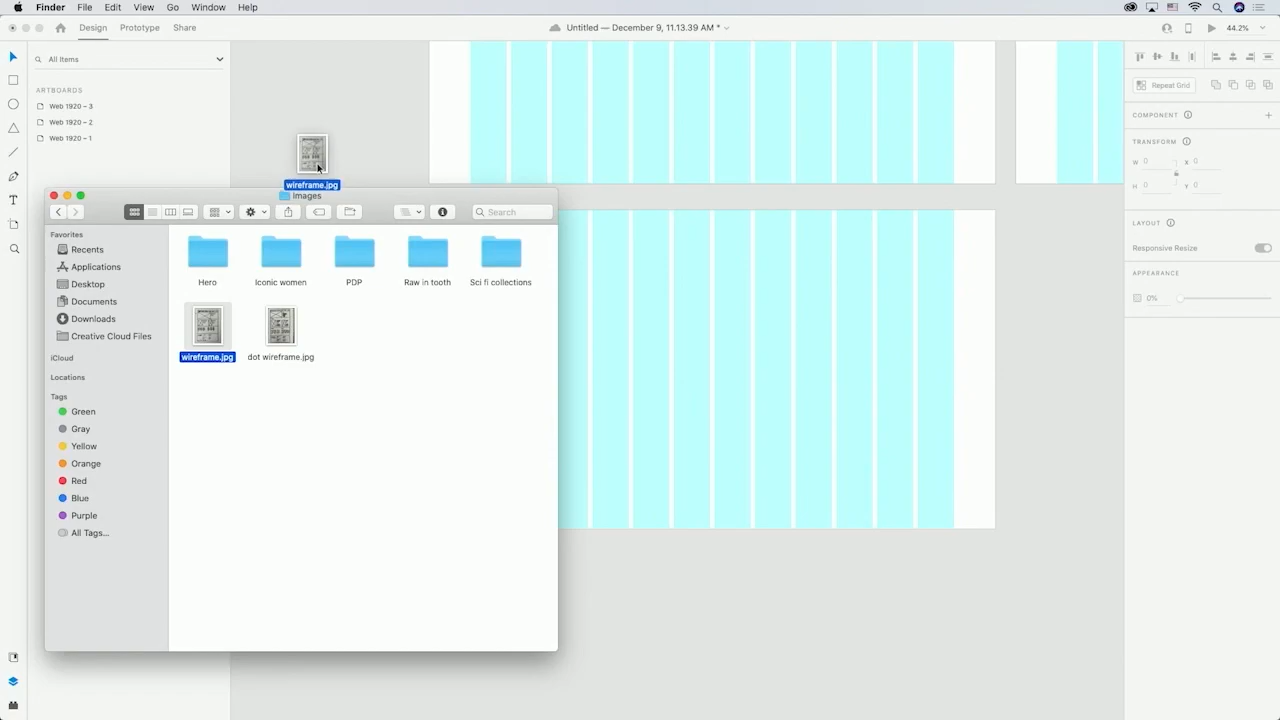 Finder File Edit View Go Window Help
Design Prototype Share Untitled — December 9, 11.13.39 AM * 44.2%
All Items
ARTBOARDS
Web 1920 – 3
Web 1920 – 2
Web 1920 – 1
wireframe.jpg
Images
Search
Favorites
Recents
Applications
Desktop
Documents
Downloads
Creative Cloud Files
iCloud
Locations
Tags
Green
Gray
Yellow
Orange
Red
Blue
Purple
All Tags...
Hero Iconic women PDP Raw in tooth Sci fi collections
wireframe.jpg dot wireframe.jpg
Repeat Grid
COMPONENT
TRANSFORM
W 0 X 0
H 0 Y 0
LAYOUT
Responsive Resize
APPEARANCE
0%